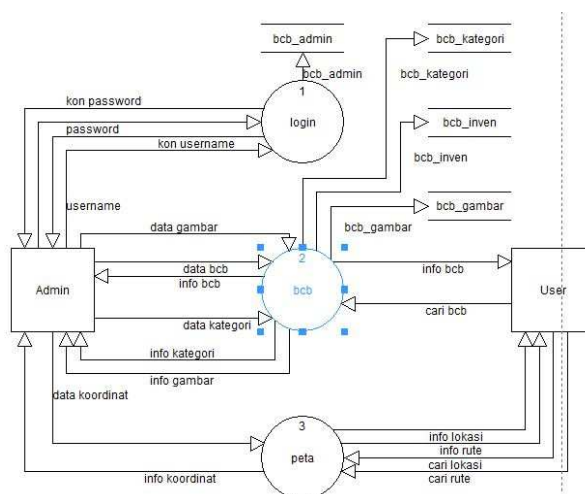 bcb_admin
bcb_kategori
bcb_admin
bcb_kategori
1
login
kon password
password
kon username
bcb_inven
bcb_inven
username
bcb_gambar
data gambar
bcb_gambar
2
bcb
Admin
data bcb
info bcb
info bcb
User
cari bcb
data kategori
info kategori
info gambar
data koordinat
3
peta
info lokasi
info rute
cari lokasi
cari rute
info koordinat